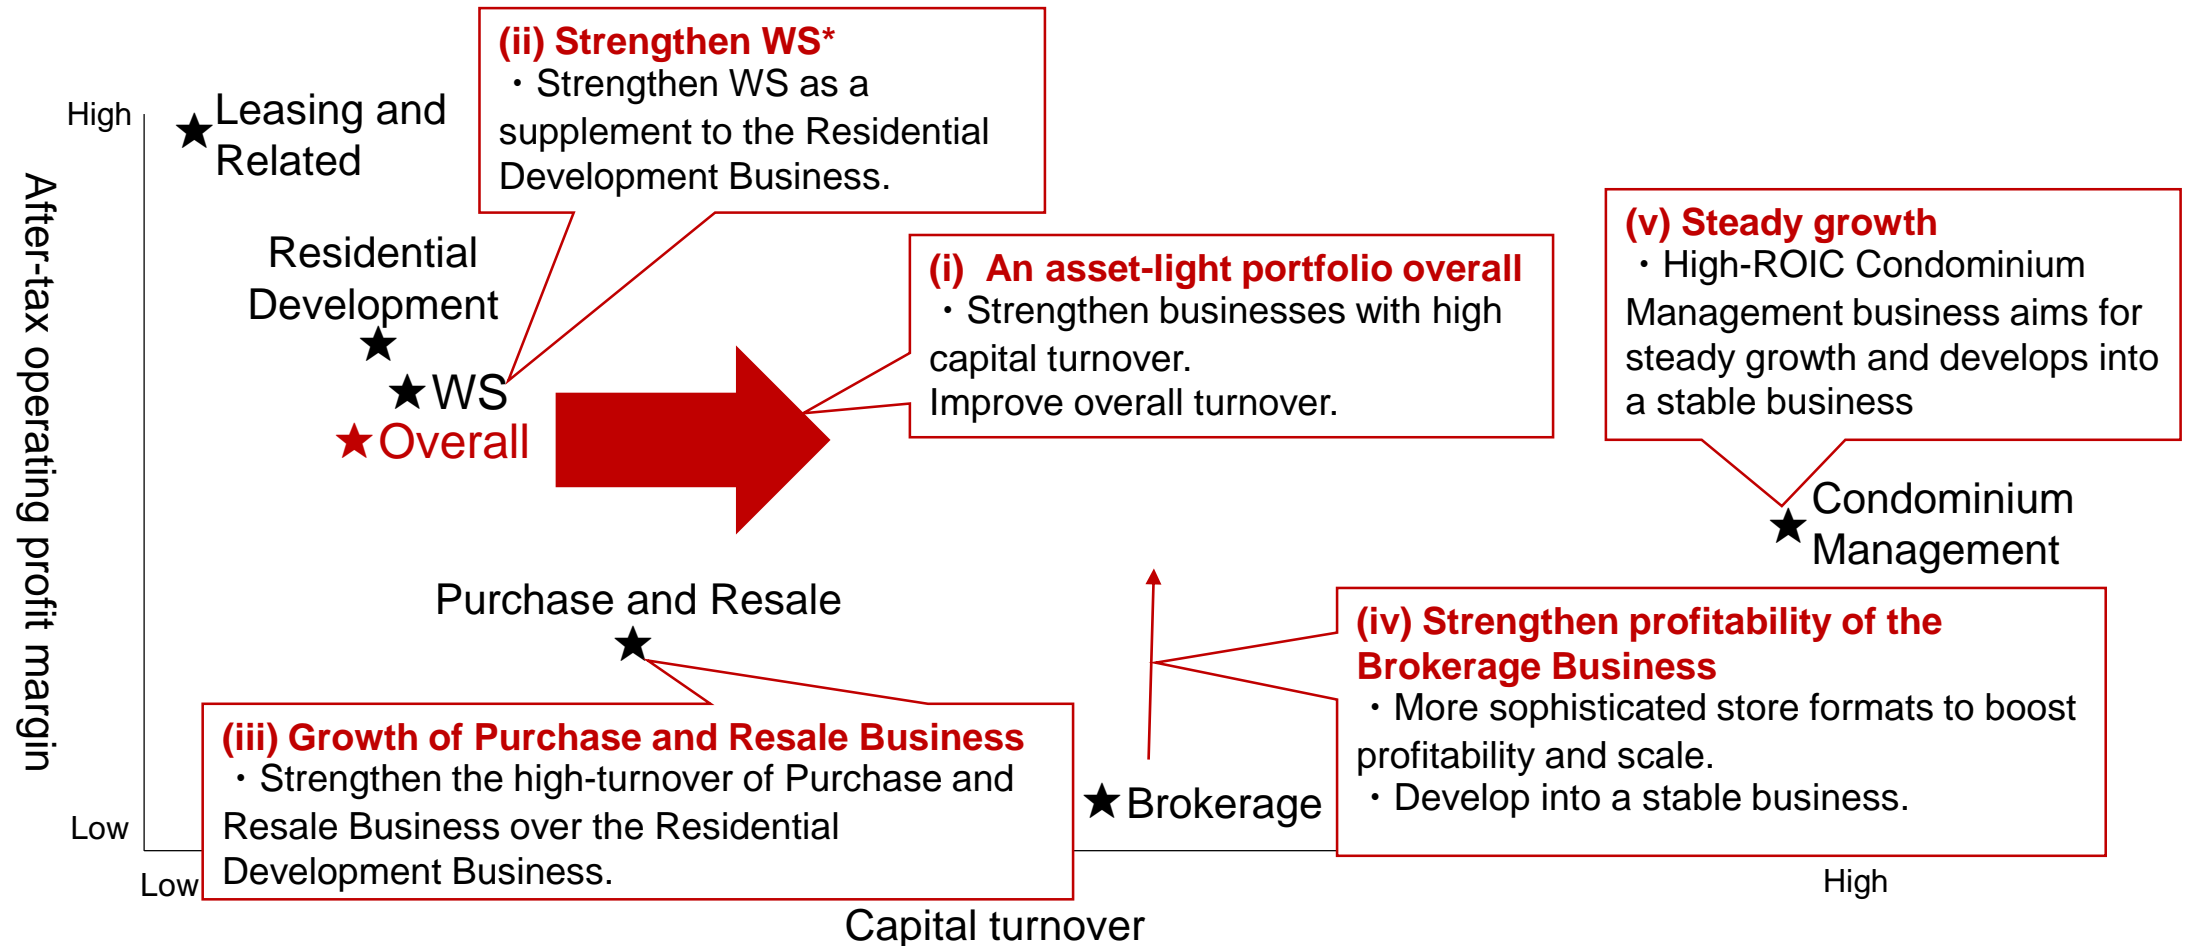 (ii) Strengthen WS*
・Strengthen WS as a
supplement to the Residential
Development Business.
High
Leasing and
Related
After-tax operating profit margin
Residential
Development
WS
Overall
(i) An asset-light portfolio overall
・Strengthen businesses with high
capital turnover.
Improve overall turnover.
(v) Steady growth
・High-ROIC Condominium
Management business aims for
steady growth and develops into
a stable business
Condominium
Management
Purchase and Resale
(iii) Growth of Purchase and Resale Business
・Strengthen the high-turnover of Purchase and
Resale Business over the Residential
Development Business.
(iv) Strengthen profitability of the
Brokerage Business
・More sophisticated store formats to boost
profitability and scale.
・Develop into a stable business.
Brokerage
Low
Low
High
Capital turnover